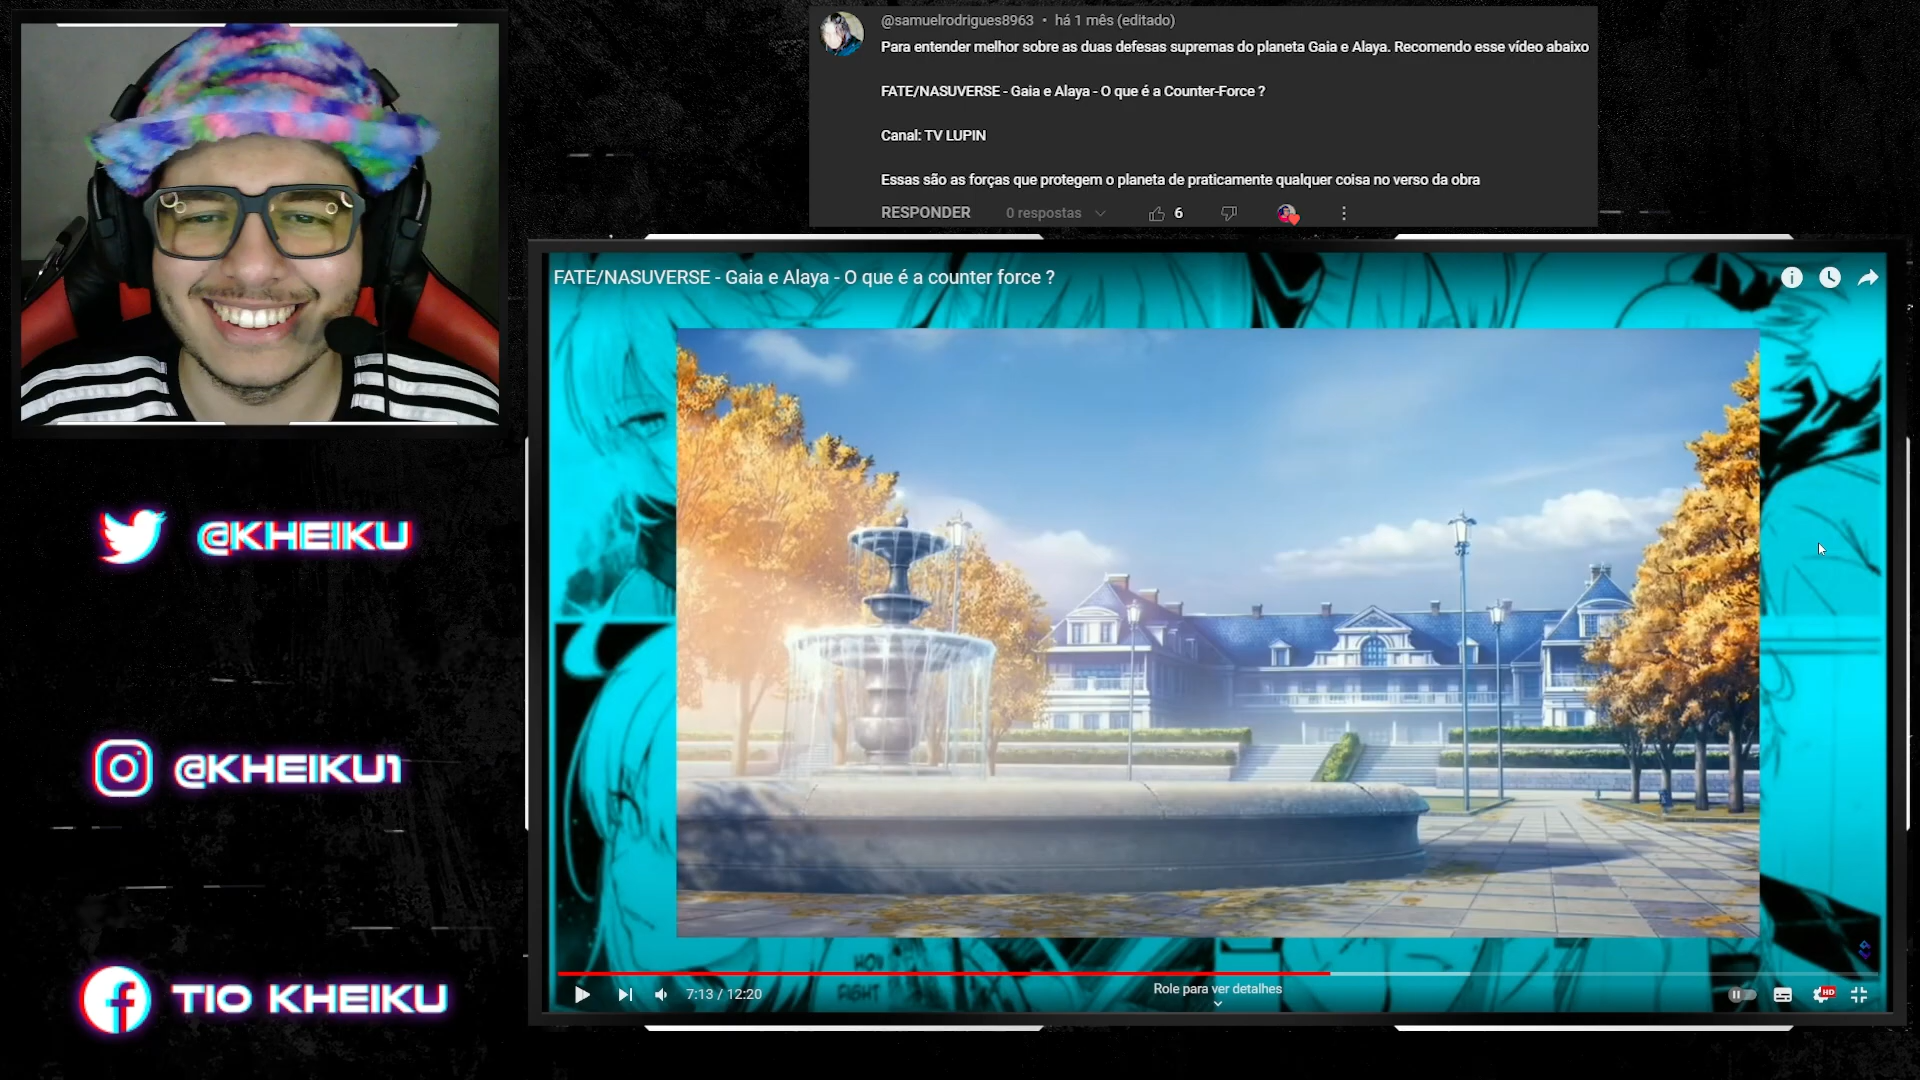 @samuelrodrigues8963 • há 1 mês (editado)
Para entender melhor sobre as duas defesas supremas do planeta Gaia e Alaya. Recomendo esse vídeo abaixo
FATE/NASUVERSE - Gaia e Alaya - O que é a Counter-Force ?
Canal: TV LUPIN
Essas são as forças que protegem o planeta de praticamente qualquer coisa no verso da obra
RESPONDER 0 respostas 6
FATE/NASUVERSE - Gaia e Alaya - O que é a counter force ?
@KHEIKU
@KHEIKU1
TIO KHEIKU
HOW
FIGHT
7:13 / 12:20
Role para ver detalhes
HD